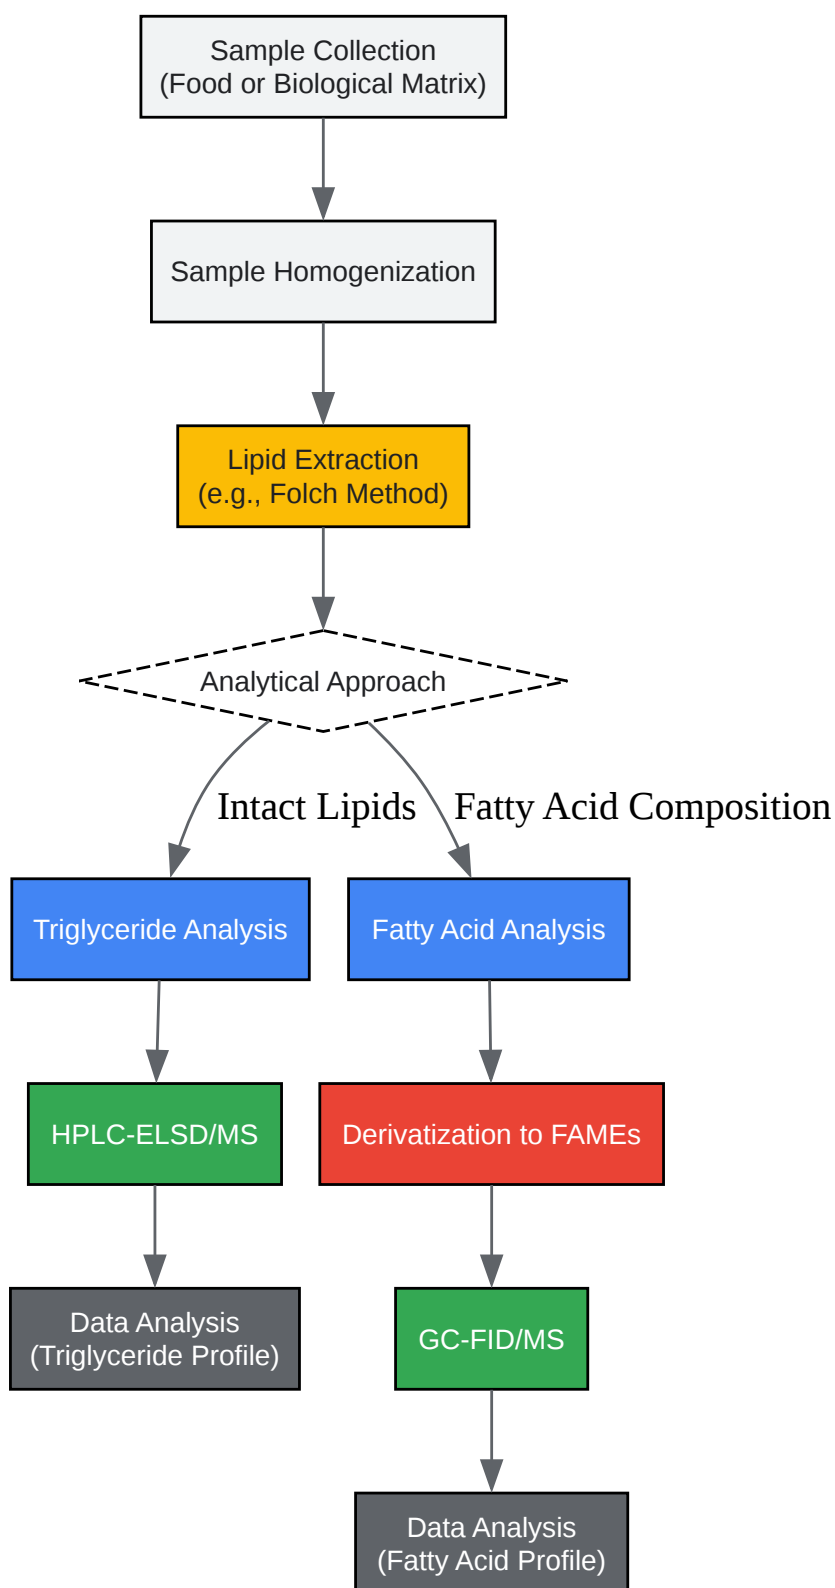 Sample Collection
(Food or Biological Matrix)
Sample Homogenization
Lipid Extraction
(e.g., Folch Method)
Analytical Approach
Intact Lipids
Fatty Acid Composition
Triglyceride Analysis
Fatty Acid Analysis
HPLC-ELSD/MS
Derivatization to FAMEs
Data Analysis
(Triglyceride Profile)
GC-FID/MS
Data Analysis
(Fatty Acid Profile)